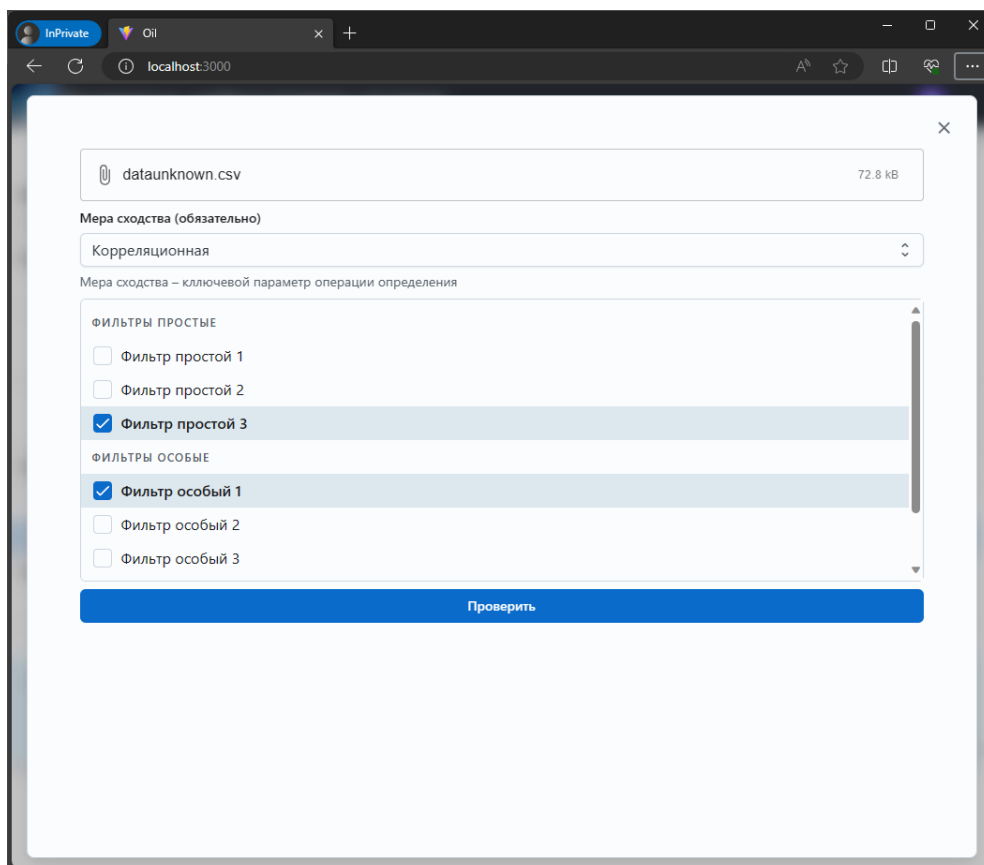 InPrivate
Oil
localhost:3000
dataunknown.csv 72.8 kB
Мера сходства (обязательно)
Корреляционная
Мера сходства – кллючевой параметр операции определения
ФИЛЬТРЫ ПРОСТЫЕ
Фильтр простой 1
Фильтр простой 2
Фильтр простой 3
ФИЛЬТРЫ ОСОБЫЕ
Фильтр особый 1
Фильтр особый 2
Фильтр особый 3
Проверить